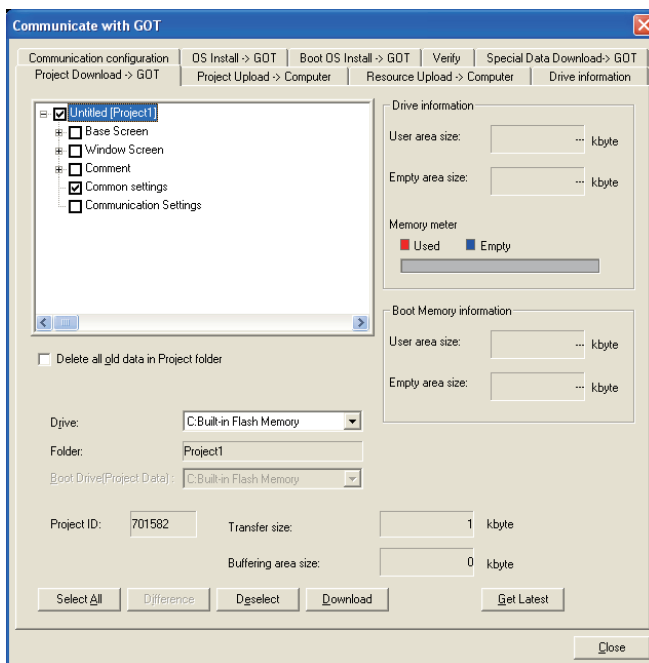 Communicate with GOT
Communication configuration OS Install -> GOT Boot OS Install -> GOT Verify Special Data Download-> GOT
Project Download -> GOT Project Upload -> Computer Resource Upload -> Computer Drive information
Untitled [Project1]
Base Screen
Window Screen
Comment
Common settings
Communication Settings
Delete all old data in Project folder
Drive information
User area size: --- kbyte
Empty area size: --- kbyte
Memory meter
Used Empty
Boot Memory information
User area size: --- kbyte
Empty area size: --- kbyte
Drive: C:Built-in Flash Memory
Folder: Project1
Boot Drive(Project Data) : C:Built-in Flash Memory
Project ID: 701582 Transfer size: 1 kbyte
Buffering area size: 0 kbyte
Select All Difference Deselect Download Get Latest
Close